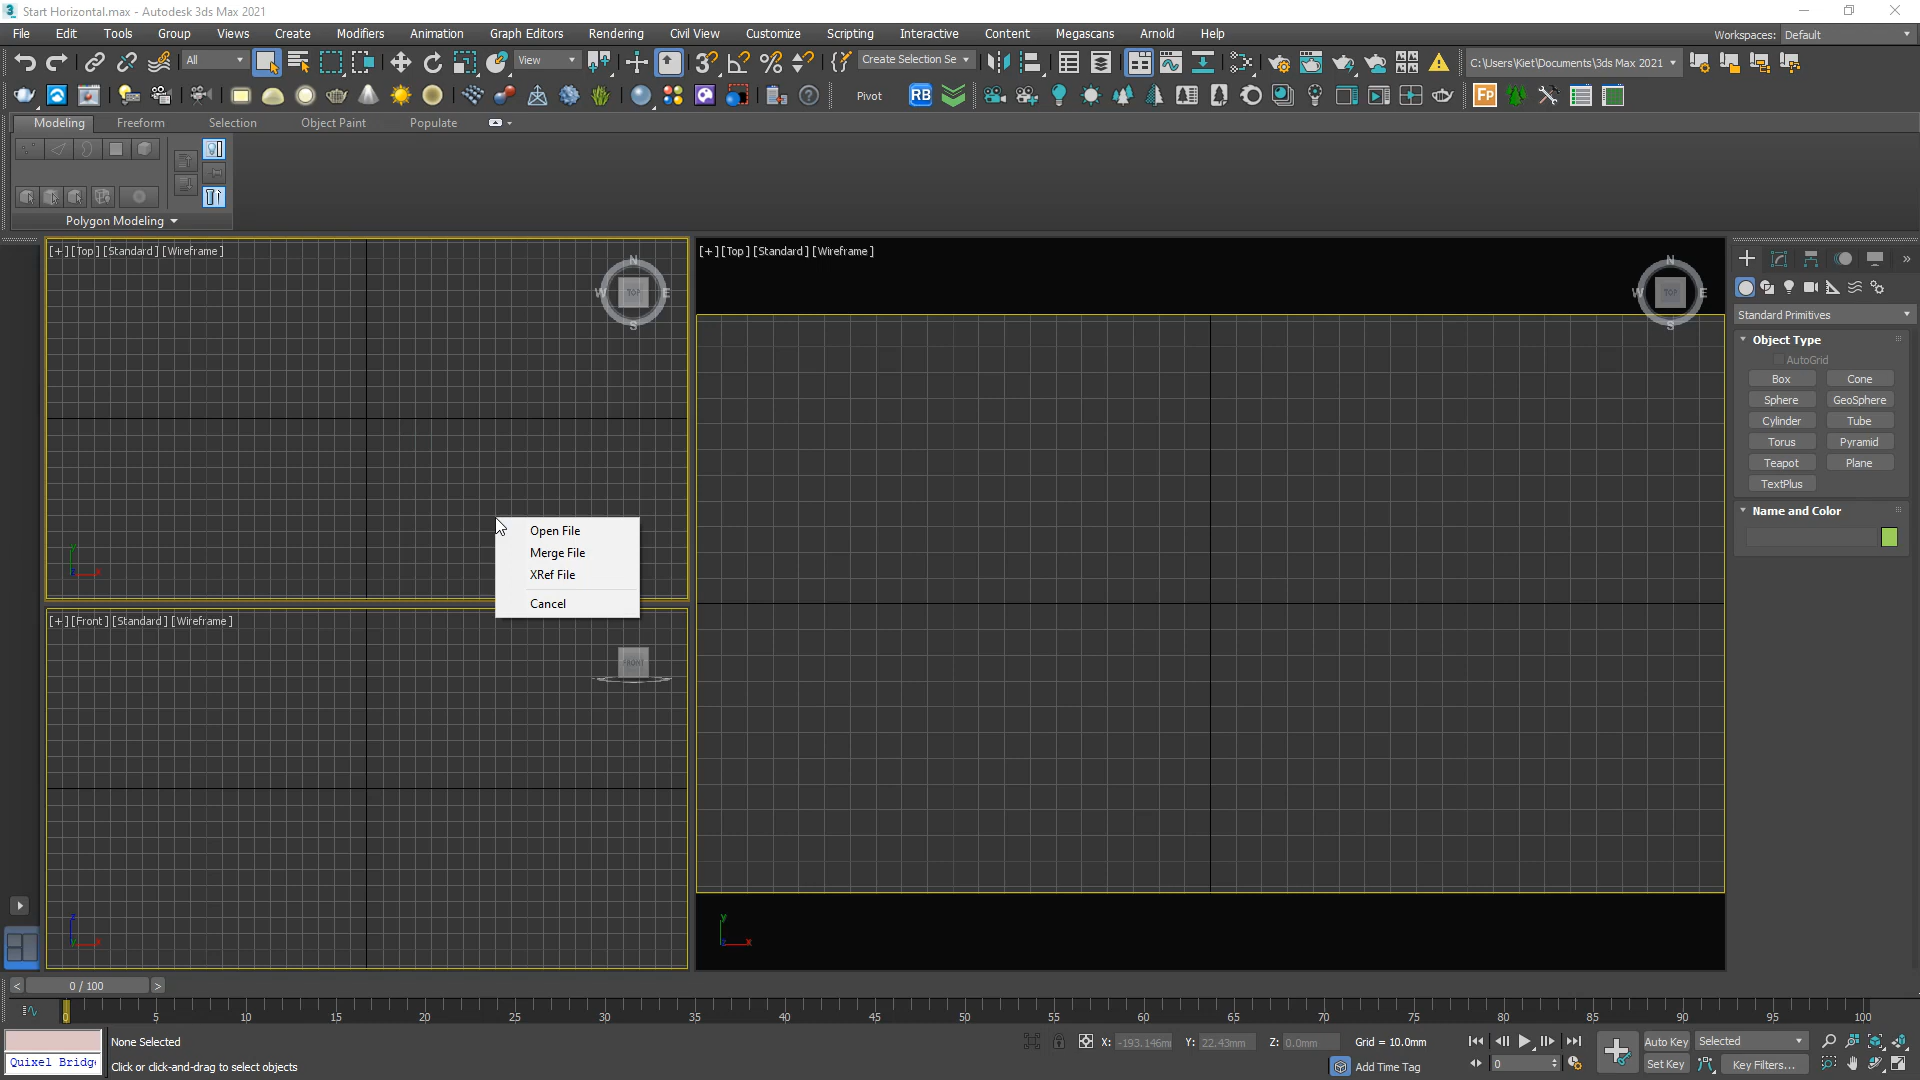 Start Horizontal.max - Autodesk 3ds Max 2021
File Edit Tools Group Views Create Modifiers Animation Graph Editors Rendering Civil View Customize Scripting Interactive Content Megascans Arnold Help Workspaces: Default
All View Create Selection Se C:\Users\Kiet\Documents\3ds Max 2021
Pivot RB Fp
Modeling Freeform Selection Object Paint Populate
Polygon Modeling
[+] [Top] [Standard] [Wireframe]
N
W TOP E
S
[+] [Top] [Standard] [Wireframe]
N
W TOP E
S
Standard Primitives
Object Type
AutoGrid
Box Cone
Sphere GeoSphere
Cylinder Tube
Torus Pyramid
Teapot Plane
TextPlus
Name and Color
Open File
Merge File
XRef File
Cancel
y
z x
[+] [Front] [Standard] [Wireframe]
FRONT
z
y x
y
z x
< 0 / 100 >
0 5 10 15 20 25 30 35 40 45 50 55 60 65 70 75 80 85 90 95 100
None Selected
X: -193.146m Y: 22.43mm Z: 0.0mm Grid = 10.0mm
Auto Key Selected
Quixel Bridg
Click or click-and-drag to select objects
Add Time Tag
0
Set Key Key Filters...